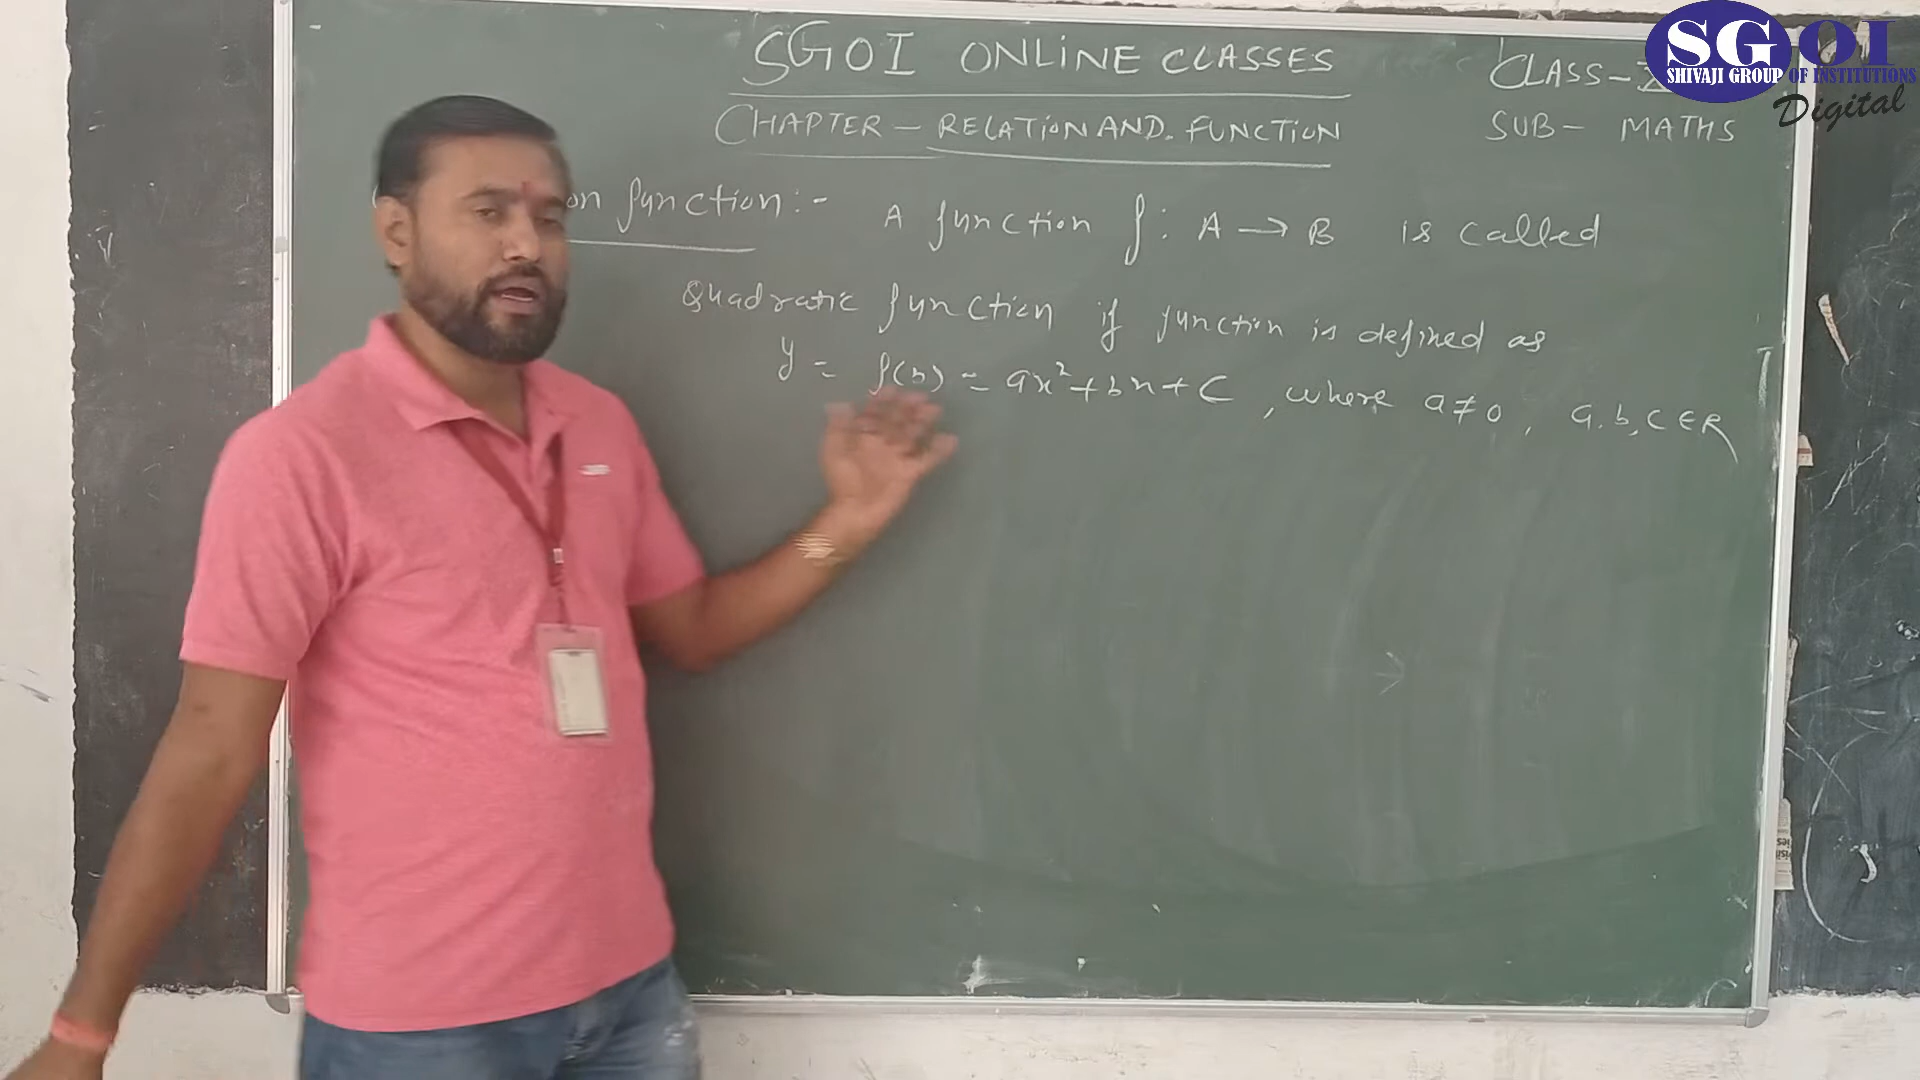 SGOI ONLINE CLASSES
CLASS-
SGOI
SHIVAJI GROUP OF INSTITUTIONS
Digital
CHAPTER - RELATION AND. FUNCTION
SUB - MATHS
on function:- A function f: A → B is called
Quadratic function if function is defined as
y = f(x) = ax²+bx+c, where a≠0, a.b,c∈R